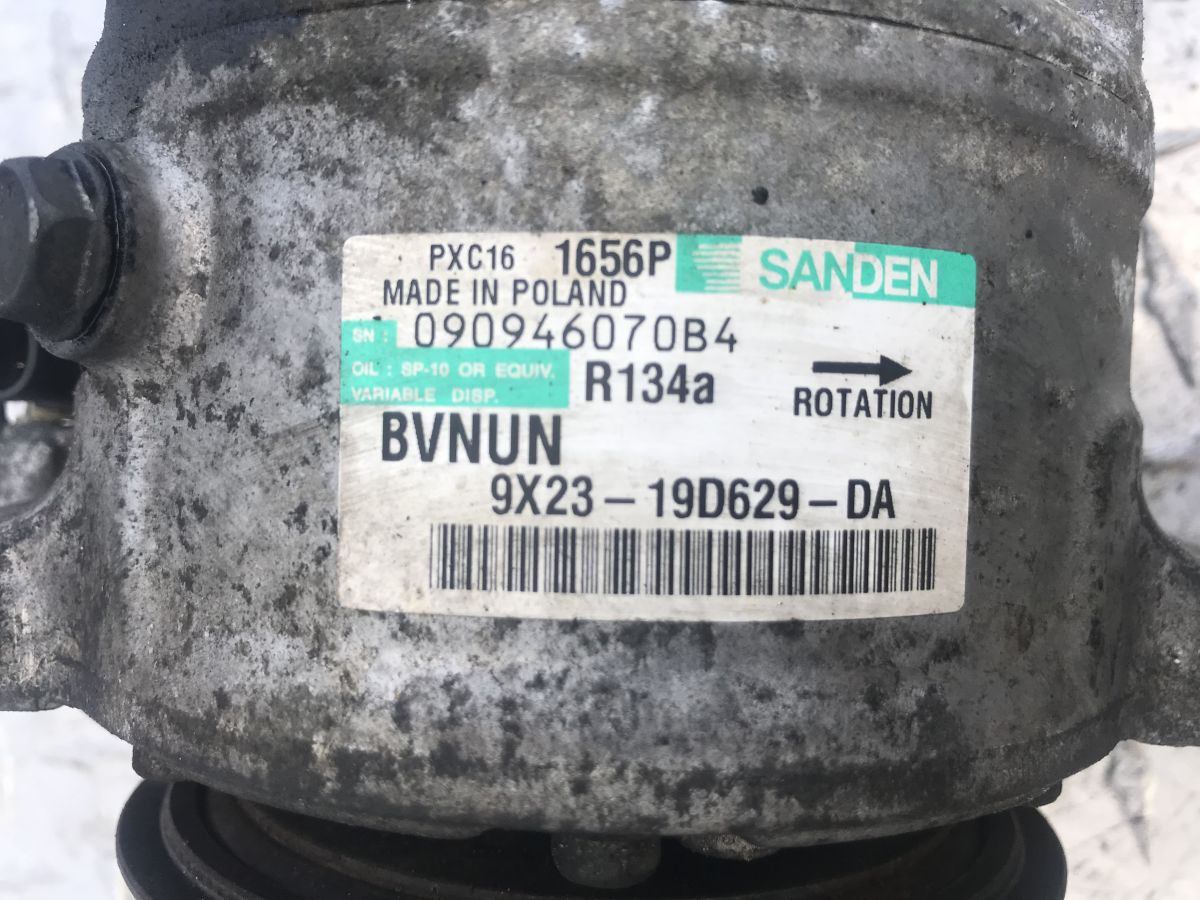 PXC16 1656P SANDEN
MADE IN POLAND
SN : 090946070B4
OIL : SP-10 OR EQUIV.
VARIABLE DISP.
R134a
ROTATION
BVNUN
9X23-19D629-DA